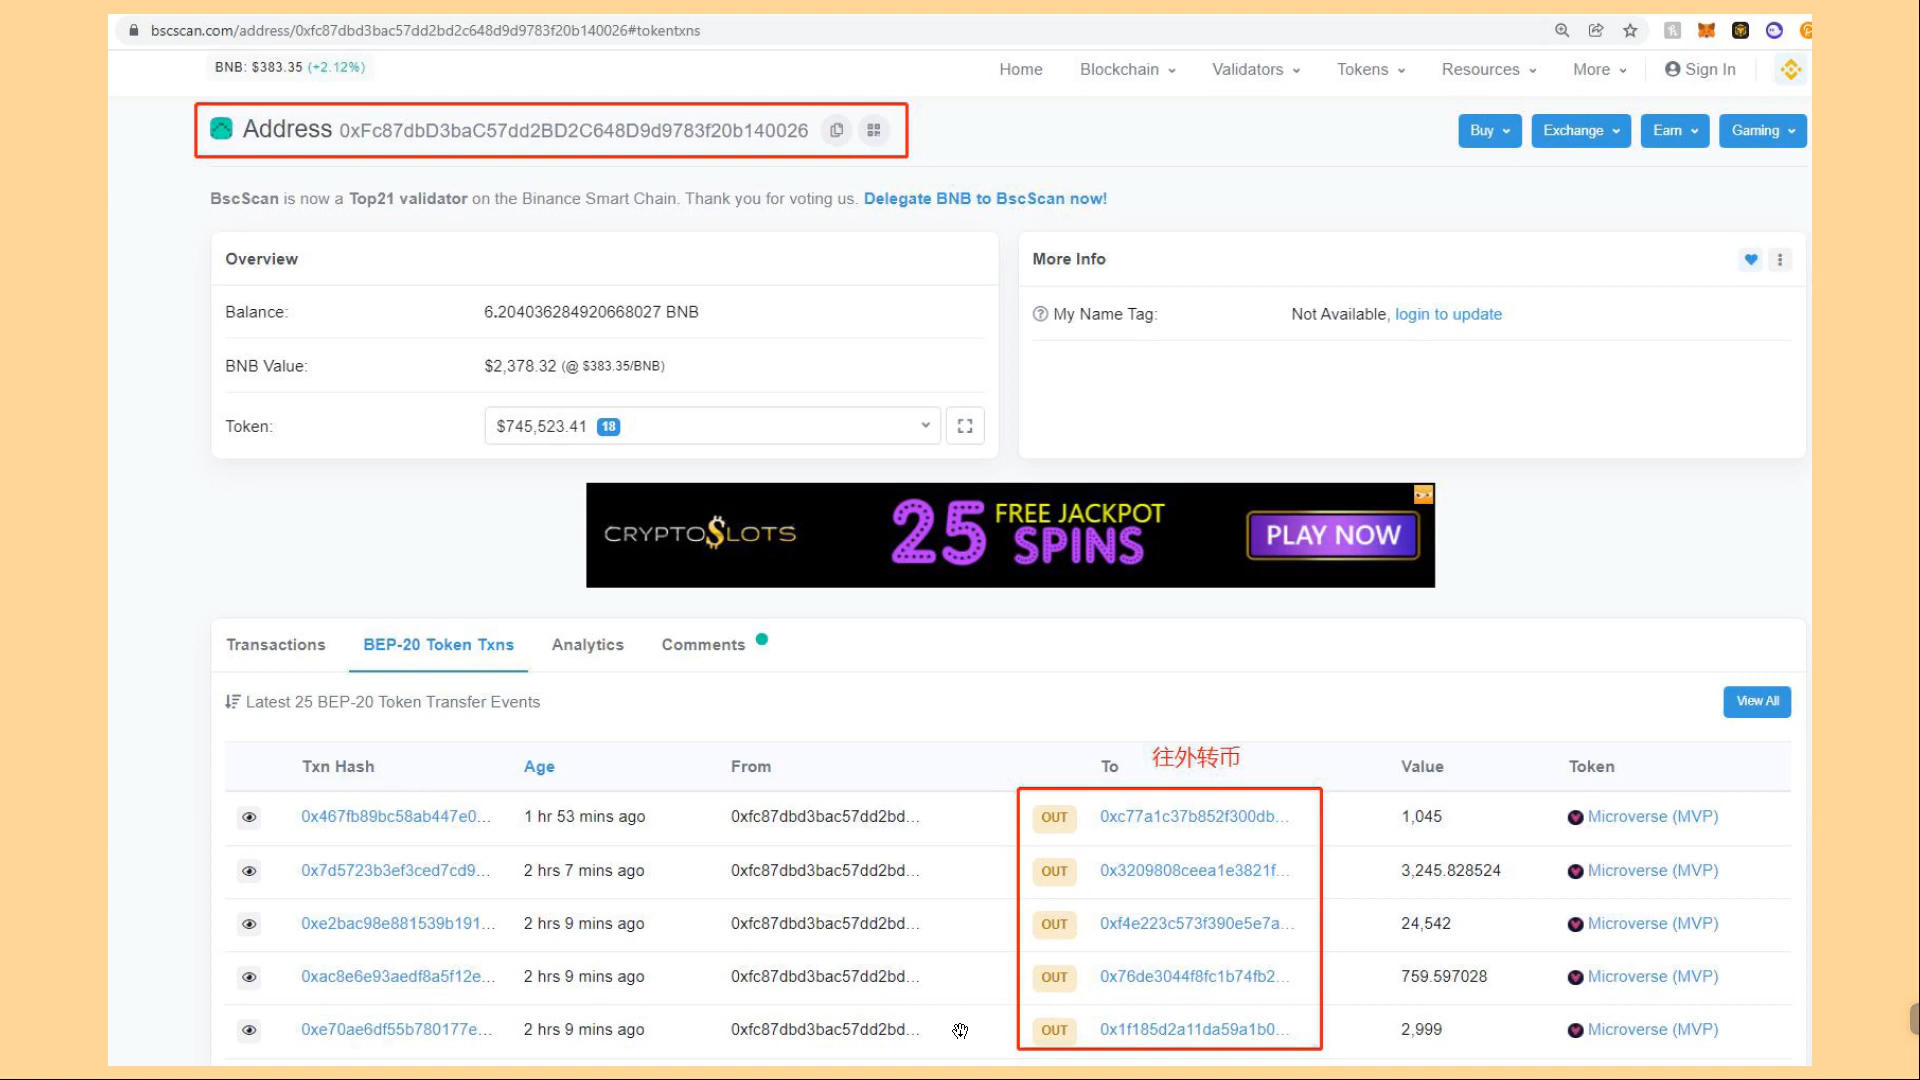 bscscan.com/address/0xfc87dbd3bac57dd2bd2c648d9d9783f20b140026#tokentxns
BNB: $383.35 (+2.12%)
Home Blockchain Validators Tokens Resources More Sign In
Address 0xFc87dbD3baC57dd2BD2C648D9d9783f20b140026
Buy Exchange Earn Gaming
BscScan is now a Top21 validator on the Binance Smart Chain. Thank you for voting us. Delegate BNB to BscScan now!
Overview
Balance: 6.204036284920668027 BNB
BNB Value: $2,378.32 (@ $383.35/BNB)
Token: $745,523.41 18
More Info
My Name Tag: Not Available, login to update
CRYPTO$LOTS 25 FREE JACKPOT SPINS PLAY NOW
Transactions BEP-20 Token Txns Analytics Comments
Latest 25 BEP-20 Token Transfer Events
View All
往外转币
Txn Hash Age From To Value Token
0x467fb89bc58ab447e0... 1 hr 53 mins ago 0xfc87dbd3bac57dd2bd... OUT 0xc77a1c37b852f300db... 1,045 Microverse (MVP)
0x7d5723b3ef3ced7cd9... 2 hrs 7 mins ago 0xfc87dbd3bac57dd2bd... OUT 0x3209808ceea1e3821f... 3,245.828524 Microverse (MVP)
0xe2bac98e881539b191... 2 hrs 9 mins ago 0xfc87dbd3bac57dd2bd... OUT 0xf4e223c573f390e5e7a... 24,542 Microverse (MVP)
0xac8e6e93aedf8a5f12e... 2 hrs 9 mins ago 0xfc87dbd3bac57dd2bd... OUT 0x76de3044f8fc1b74fb2... 759.597028 Microverse (MVP)
0xe70ae6df55b780177e... 2 hrs 9 mins ago 0xfc87dbd3bac57dd2bd... OUT 0x1f185d2a11da59a1b0... 2,999 Microverse (MVP)